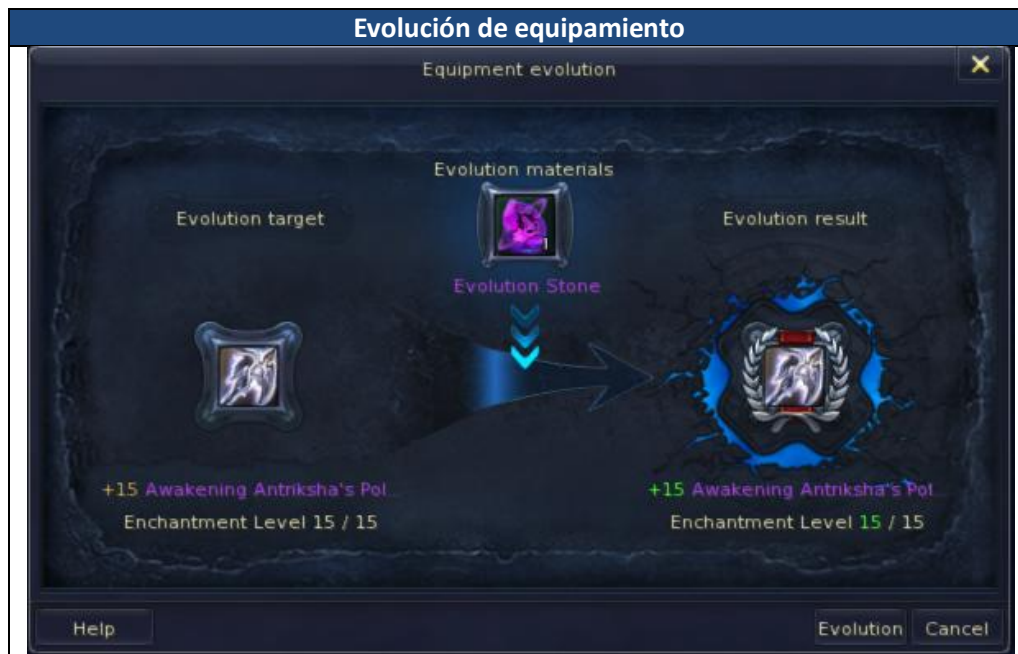 Evolución de equipamiento
Equipment evolution
Evolution materials
Evolution target
Evolution result
Evolution Stone
+15 Awakening Antriksha's Pol...
+15 Awakening Antriksha's Pol...
Enchantment Level 15 / 15
Enchantment Level 15 / 15
Help
Evolution
Cancel